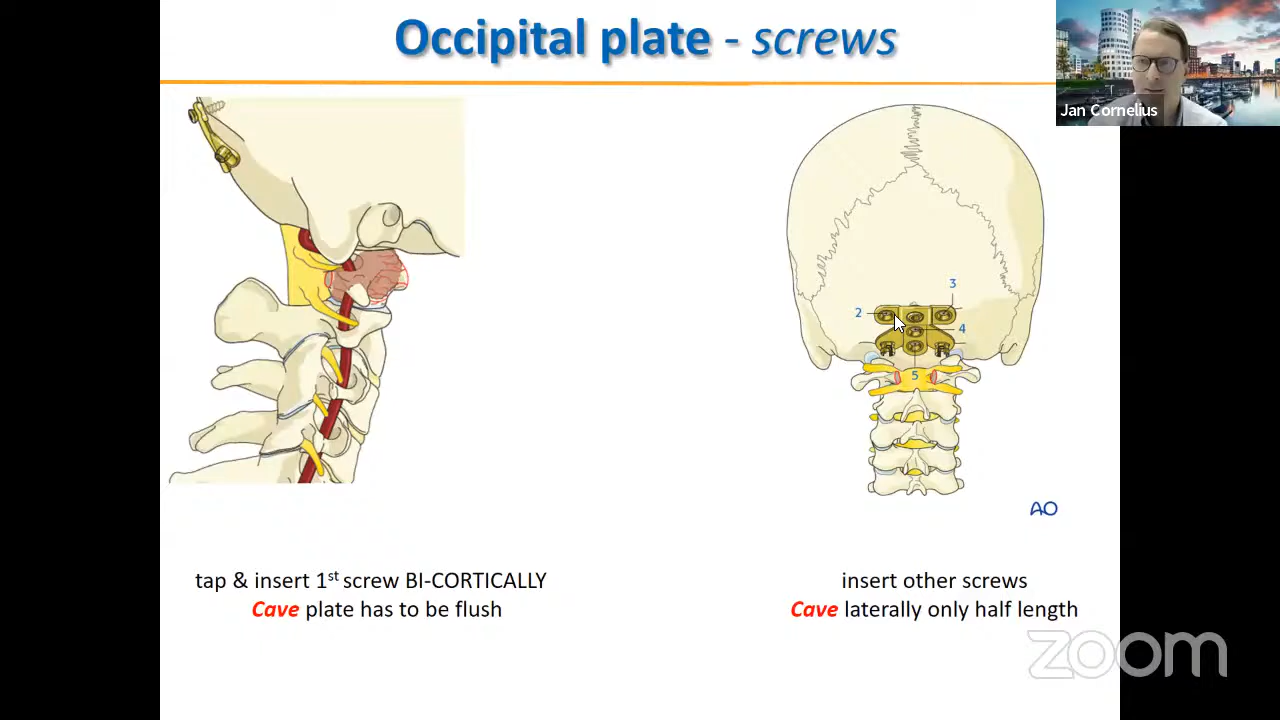 Occipital plate - screws
Jan Cornelius
3
2
4
5
AO
tap & insert 1st screw BI-CORTICALLY
Cave plate has to be flush
insert other screws
Cave laterally only half length
zoom